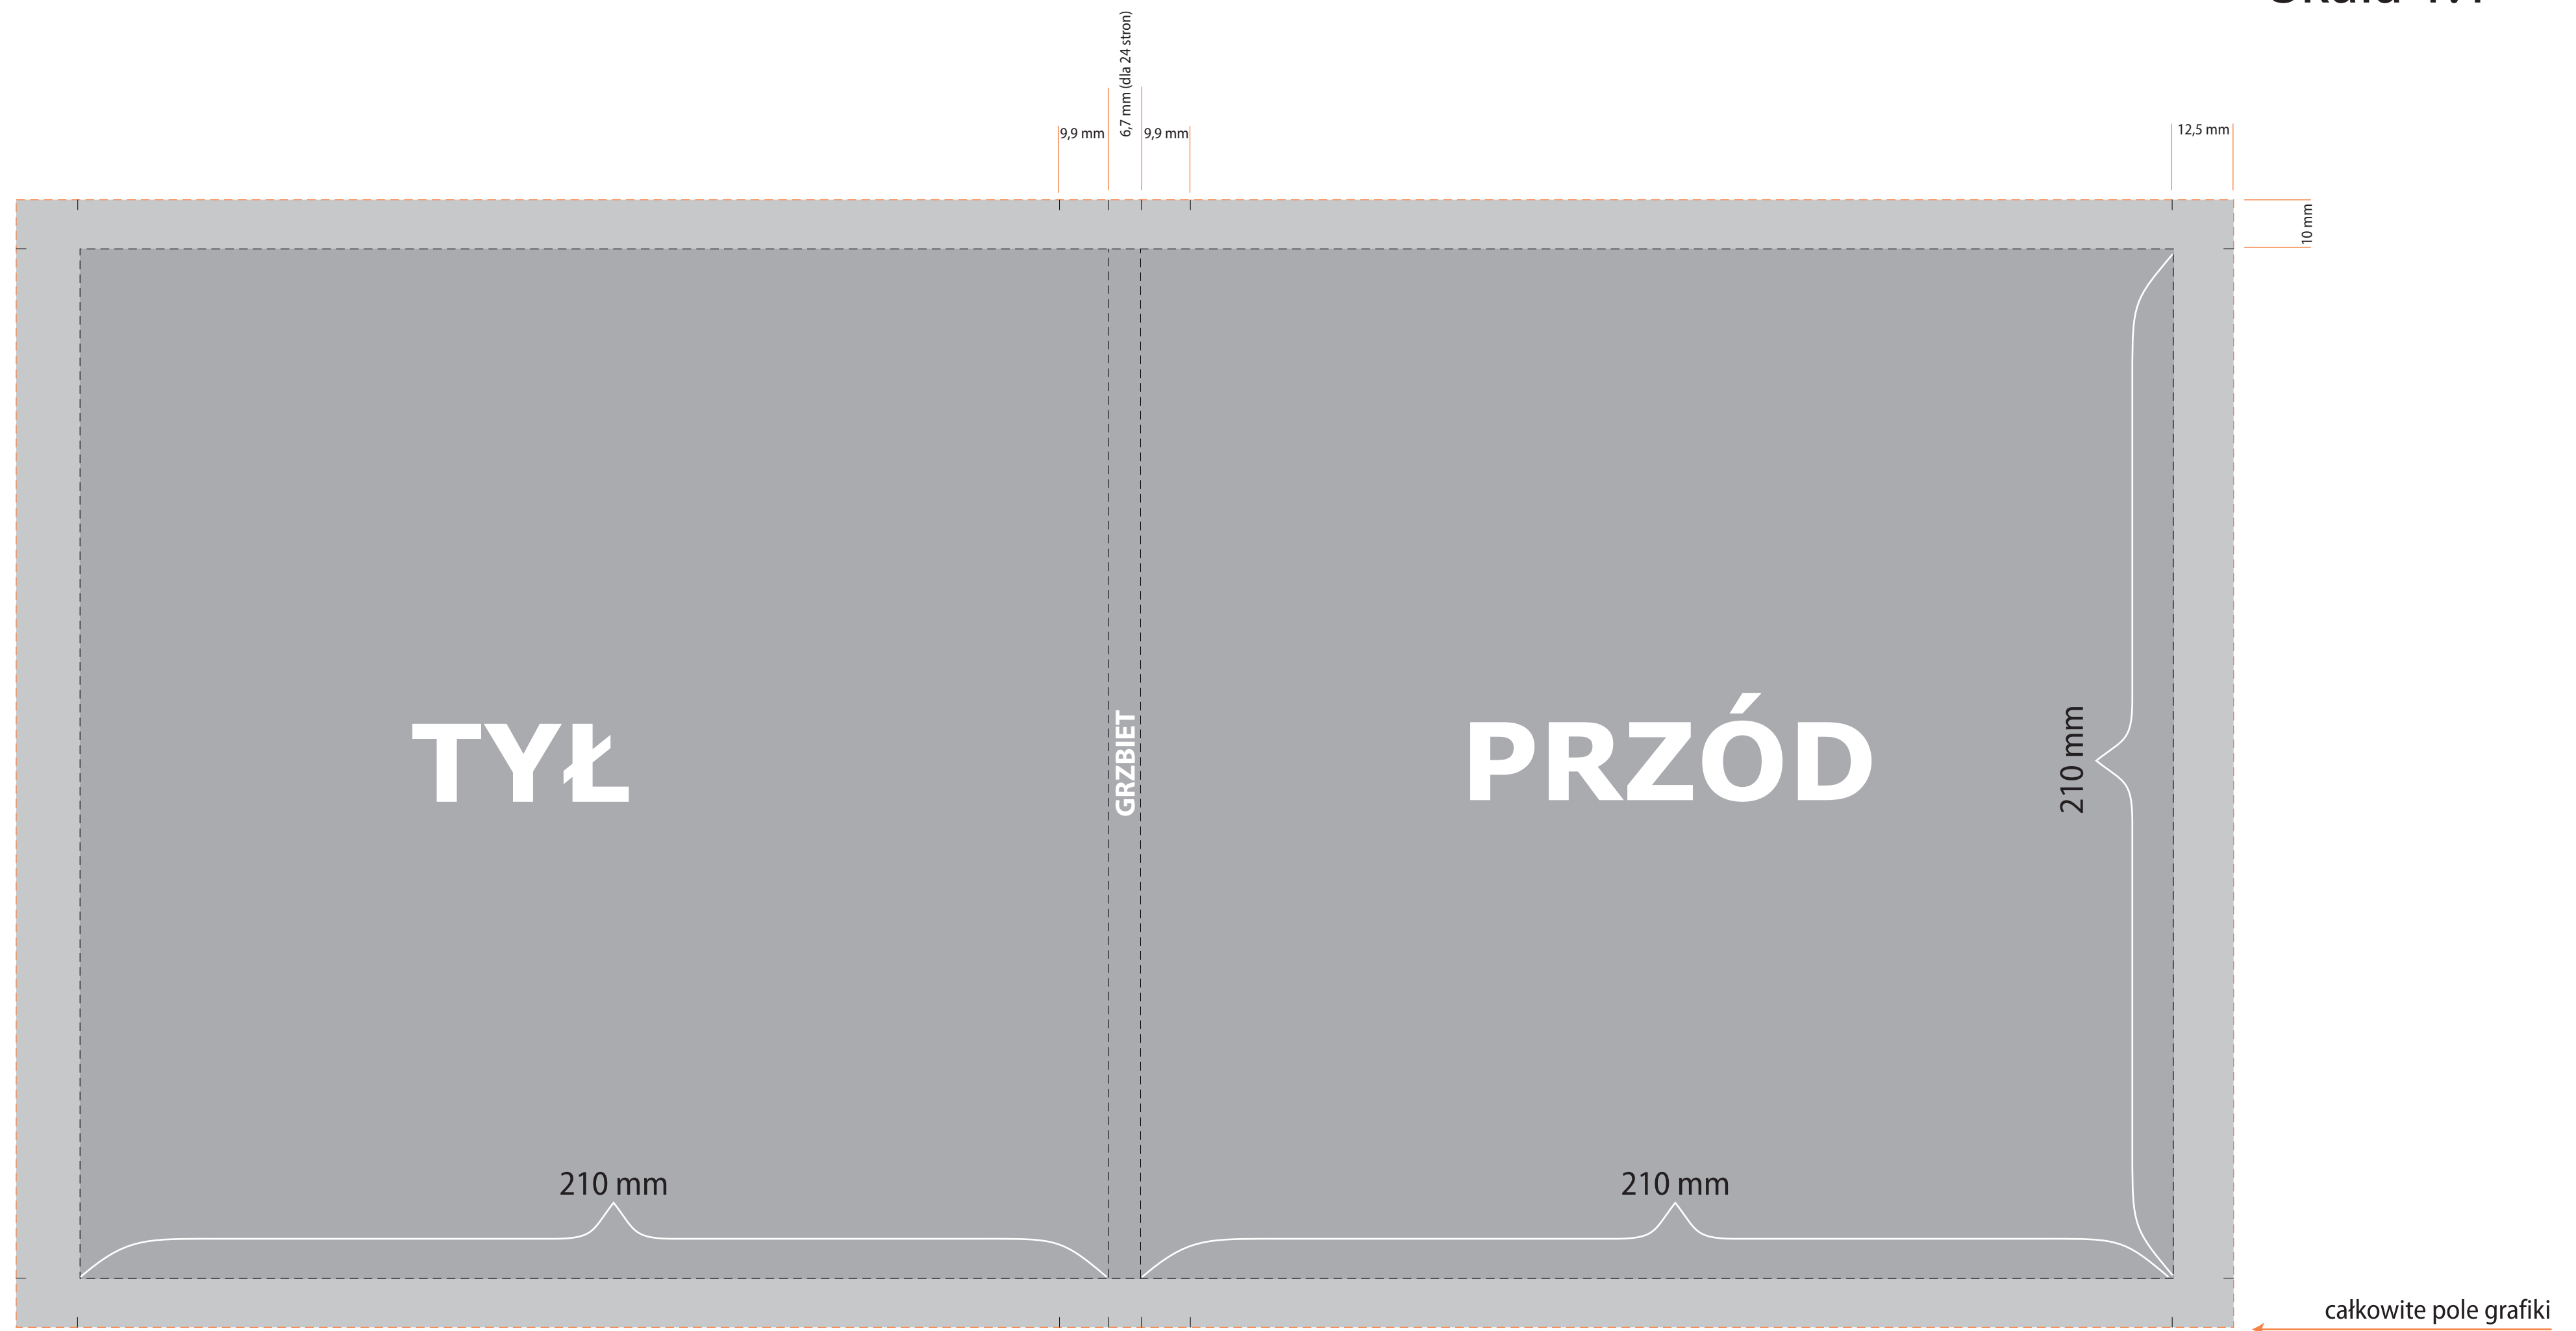 6,7 mm (dla 24 stron)
9,9 mm
9,9 mm
12,5 mm
10 mm
TYŁ
GRZBIET
PRZÓD
210 mm
210 mm
210 mm
całkowite pole grafiki